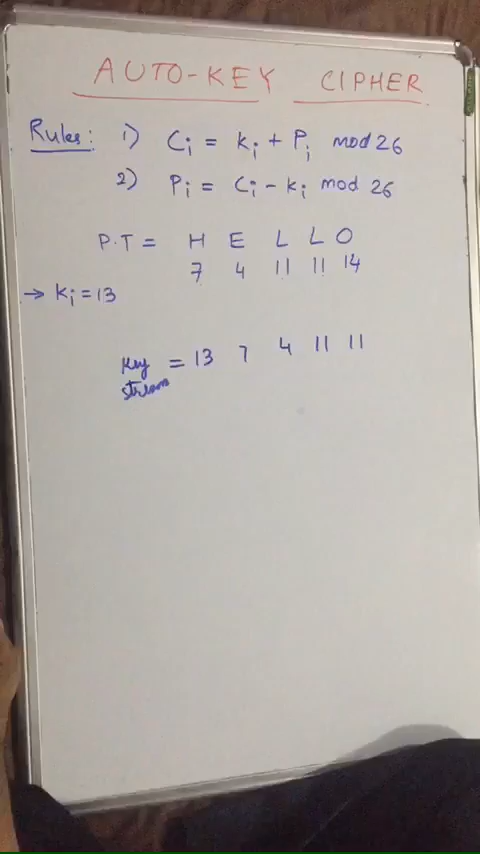 AUTO-KEY CIPHER
Rules: 1) Ci = ki + Pi mod 26
2) Pi = Ci - ki mod 26
P.T = H E L L O
7 4 11 11 14
→ ki = 13
Key = 13 7 4 11 11
stream